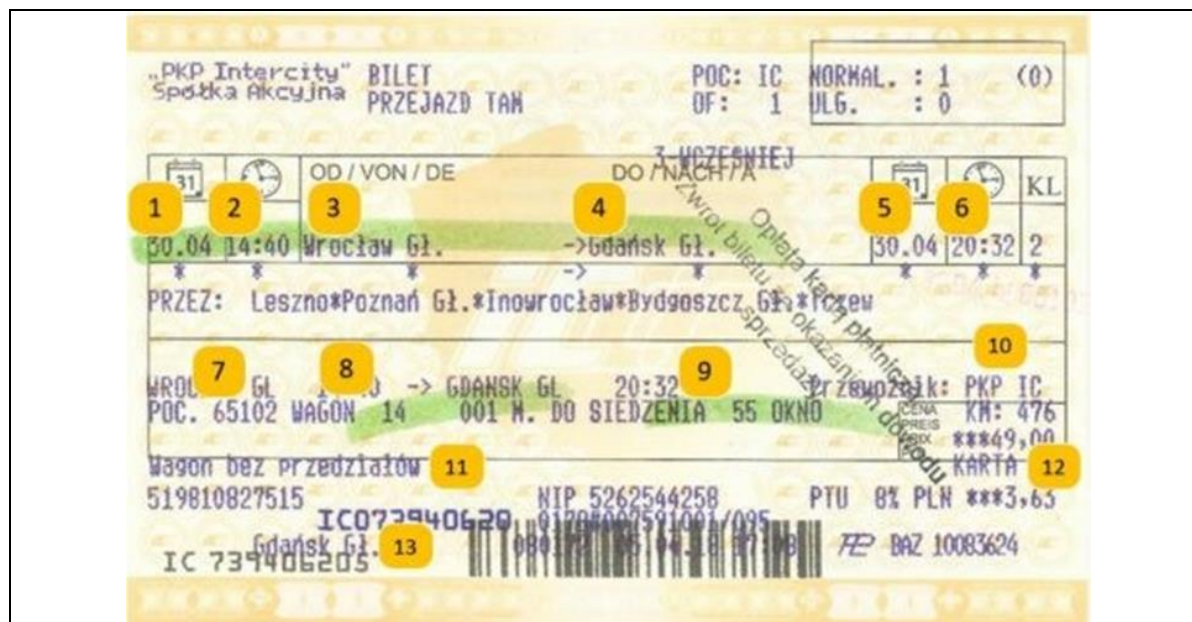 „PKP Intercity" BILET POC: IC NORMAL. : 1 (0)
Spółka Akcyjna PRZEJAZD TAM OF: 1 ULG. : 0
3-WCZEŚNIEJ
31 OD / VON / DE DO / NACH / A 31 KL
1 2 3 4 5 6
30.04 14:40 Wrocław Gł. ->Gdańsk Gł. 30.04 20:32 2
* * * -> * * * *
PRZEZ: Leszno*Poznań Gł.*Inowrocław*Bydgoszcz Gł.*Tczew
Opłata kartą płatniczą
Zwrot biletu za okazaniem dowodu
sprzedaży
7 8 9 10
GL -> GDANSK GL 20:32 Przewoźnik: PKP IC
POC. 65102 WAGON 14 001 M. DO SIEDZENIA 55 OKNO CENA KM: 476
PREIS
PRIX ***49,00
Wagon bez przedziałów 11 KARTA 12
519810827515 NIP 5262544258 PTU 8% PLN ***3,63
IC073940620
Gdańsk Gł. 13 BAZ 10083624
IC 739406205